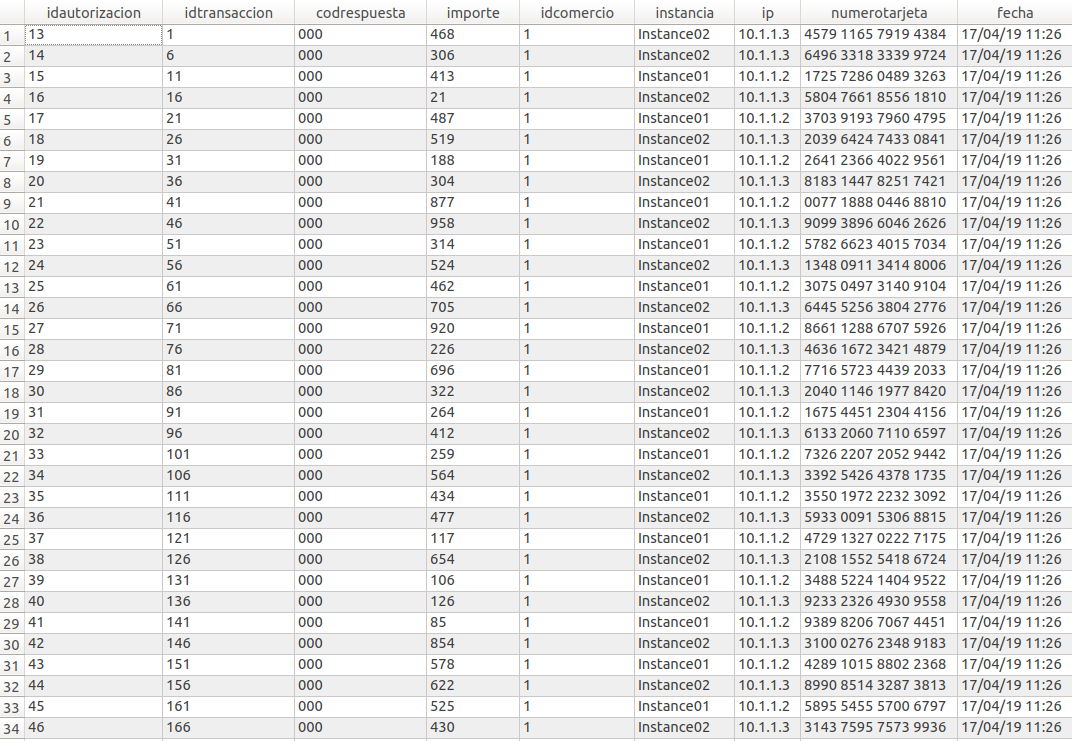 idautorizacion idtransaccion codrespuesta importe idcomercio instancia ip numerotarjeta fecha
1 13 1 000 468 1 Instance02 10.1.1.3 4579 1165 7919 4384 17/04/19 11:26
2 14 6 000 306 1 Instance02 10.1.1.3 6496 3318 3339 9724 17/04/19 11:26
3 15 11 000 413 1 Instance01 10.1.1.2 1725 7286 0489 3263 17/04/19 11:26
4 16 16 000 21 1 Instance02 10.1.1.3 5804 7661 8556 1810 17/04/19 11:26
5 17 21 000 487 1 Instance01 10.1.1.2 3703 9193 7960 4795 17/04/19 11:26
6 18 26 000 519 1 Instance02 10.1.1.3 2039 6424 7433 0841 17/04/19 11:26
7 19 31 000 188 1 Instance01 10.1.1.2 2641 2366 4022 9561 17/04/19 11:26
8 20 36 000 304 1 Instance02 10.1.1.3 8183 1447 8251 7421 17/04/19 11:26
9 21 41 000 877 1 Instance01 10.1.1.2 0077 1888 0446 8810 17/04/19 11:26
10 22 46 000 958 1 Instance02 10.1.1.3 9099 3896 6046 2626 17/04/19 11:26
11 23 51 000 314 1 Instance01 10.1.1.2 5782 6623 4015 7034 17/04/19 11:26
12 24 56 000 524 1 Instance02 10.1.1.3 1348 0911 3414 8006 17/04/19 11:26
13 25 61 000 462 1 Instance01 10.1.1.2 3075 0497 3140 9104 17/04/19 11:26
14 26 66 000 705 1 Instance02 10.1.1.3 6445 5256 3804 2776 17/04/19 11:26
15 27 71 000 920 1 Instance01 10.1.1.2 8661 1288 6707 5926 17/04/19 11:26
16 28 76 000 226 1 Instance02 10.1.1.3 4636 1672 3421 4879 17/04/19 11:26
17 29 81 000 696 1 Instance01 10.1.1.2 7716 5723 4439 2033 17/04/19 11:26
18 30 86 000 322 1 Instance02 10.1.1.3 2040 1146 1977 8420 17/04/19 11:26
19 31 91 000 264 1 Instance01 10.1.1.2 1675 4451 2304 4156 17/04/19 11:26
20 32 96 000 412 1 Instance02 10.1.1.3 6133 2060 7110 6597 17/04/19 11:26
21 33 101 000 259 1 Instance01 10.1.1.2 7326 2207 2052 9442 17/04/19 11:26
22 34 106 000 564 1 Instance02 10.1.1.3 3392 5426 4378 1735 17/04/19 11:26
23 35 111 000 434 1 Instance01 10.1.1.2 3550 1972 2232 3092 17/04/19 11:26
24 36 116 000 477 1 Instance02 10.1.1.3 5933 0091 5306 8815 17/04/19 11:26
25 37 121 000 117 1 Instance01 10.1.1.2 4729 1327 0222 7175 17/04/19 11:26
26 38 126 000 654 1 Instance02 10.1.1.3 2108 1552 5418 6724 17/04/19 11:26
27 39 131 000 106 1 Instance01 10.1.1.2 3488 5224 1404 9522 17/04/19 11:26
28 40 136 000 126 1 Instance02 10.1.1.3 9233 2326 4930 9558 17/04/19 11:26
29 41 141 000 85 1 Instance01 10.1.1.2 9389 8206 7067 4451 17/04/19 11:26
30 42 146 000 854 1 Instance02 10.1.1.3 3100 0276 2348 9183 17/04/19 11:26
31 43 151 000 578 1 Instance01 10.1.1.2 4289 1015 8802 2368 17/04/19 11:26
32 44 156 000 622 1 Instance02 10.1.1.3 8990 8514 3287 3813 17/04/19 11:26
33 45 161 000 525 1 Instance01 10.1.1.2 5895 5455 5700 6797 17/04/19 11:26
34 46 166 000 430 1 Instance02 10.1.1.3 3143 7595 7573 9936 17/04/19 11:26